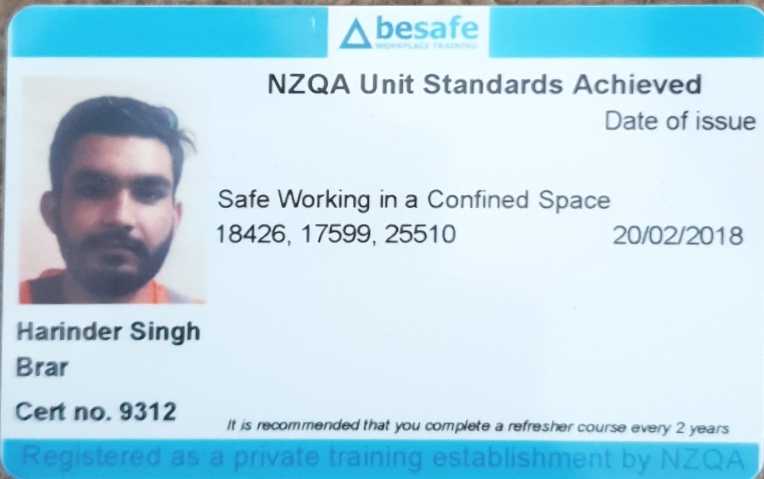 besafe
WORKPLACE TRAINING
NZQA Unit Standards Achieved
Date of issue
Safe Working in a Confined Space
18426, 17599, 25510 20/02/2018
Harinder Singh
Brar
Cert no. 9312
It is recommended that you complete a refresher course every 2 years
Registered as a private training establishment by NZQA